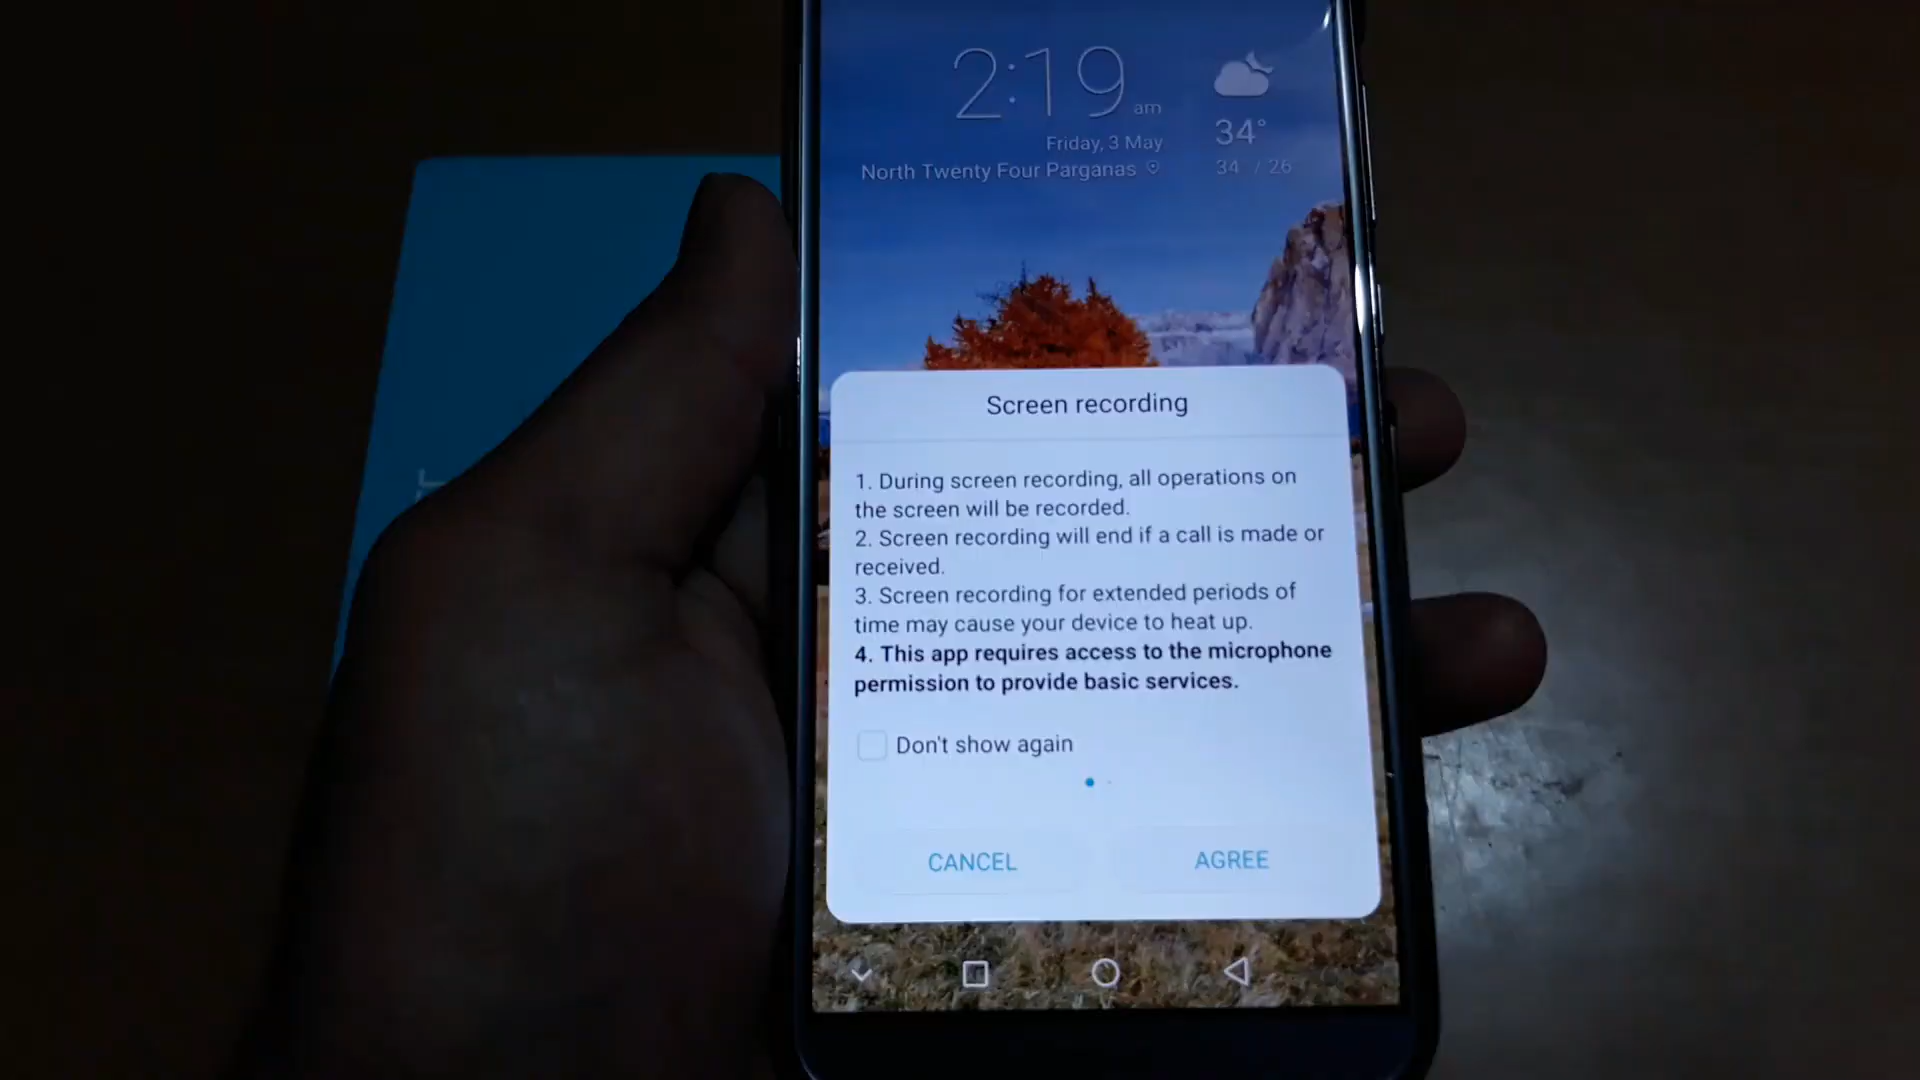 2:19 am
34°
Friday, 3 May
North Twenty Four Parganas
34 / 26
Screen recording
1. During screen recording, all operations on
the screen will be recorded.
2. Screen recording will end if a call is made or
received.
3. Screen recording for extended periods of
time may cause your device to heat up.
4. This app requires access to the microphone
permission to provide basic services.
Don't show again
CANCEL
AGREE